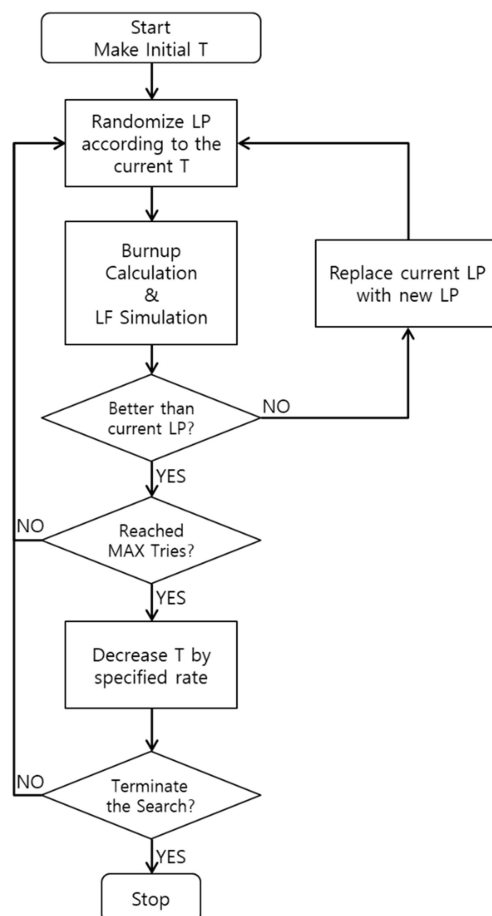 Start
Make Initial T
Randomize LP
according to the
current T
Burnup
Calculation
&
LF Simulation
Replace current LP
with new LP
Better than
current LP?
NO
YES
NO
Reached
MAX Tries?
YES
Decrease T by
specified rate
NO
Terminate
the Search?
YES
Stop